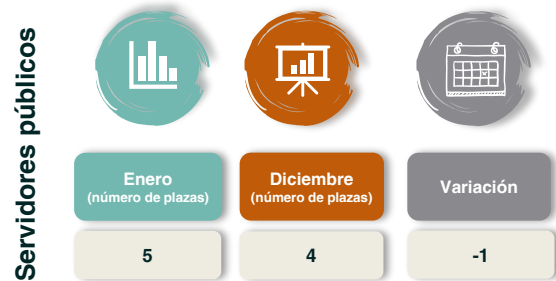 Servidores públicos
Enero
(número de plazas)
Diciembre
(número de plazas)
Variación
5
4
-1